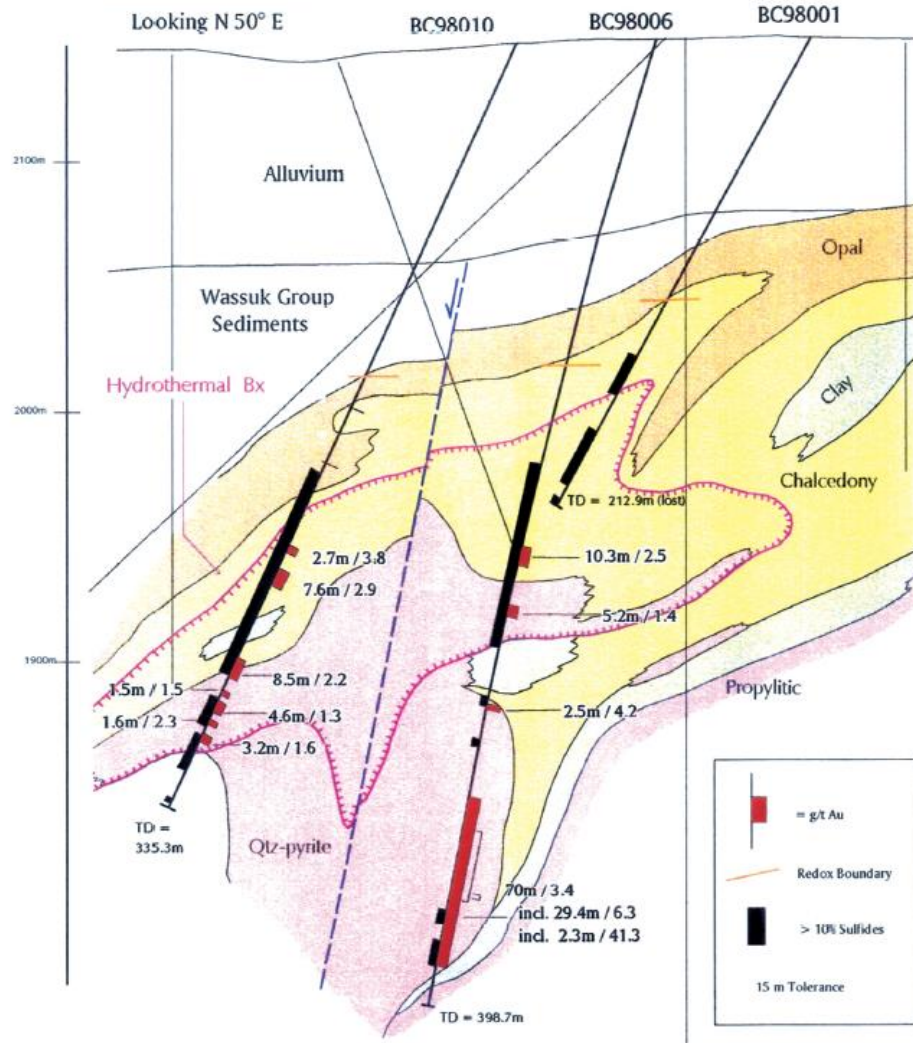 Looking N 50° E
BC98010
BC98006
BC98001
2100m
Alluvium
Opal
Wassuk Group
Sediments
Hydrothermal Bx
2000m
Clay
Chalcedony
TD = 212.9m (lost)
2.7m / 3.8
10.3m / 2.5
7.6m / 2.9
5.2m / 1.4
1900m
8.5m / 2.2
Propylitic
1.5m / 1.5
4.6m / 1.3
2.5m / 4.2
1.6m / 2.3
3.2m / 1.6
TD =
335.3m
Qtz-pyrite
70m / 3.4
incl. 29.4m / 6.3
incl. 2.3m / 41.3
TD = 398.7m
= g/t Au
Redox Boundary
> 10% Sulfides
15 m Tolerance